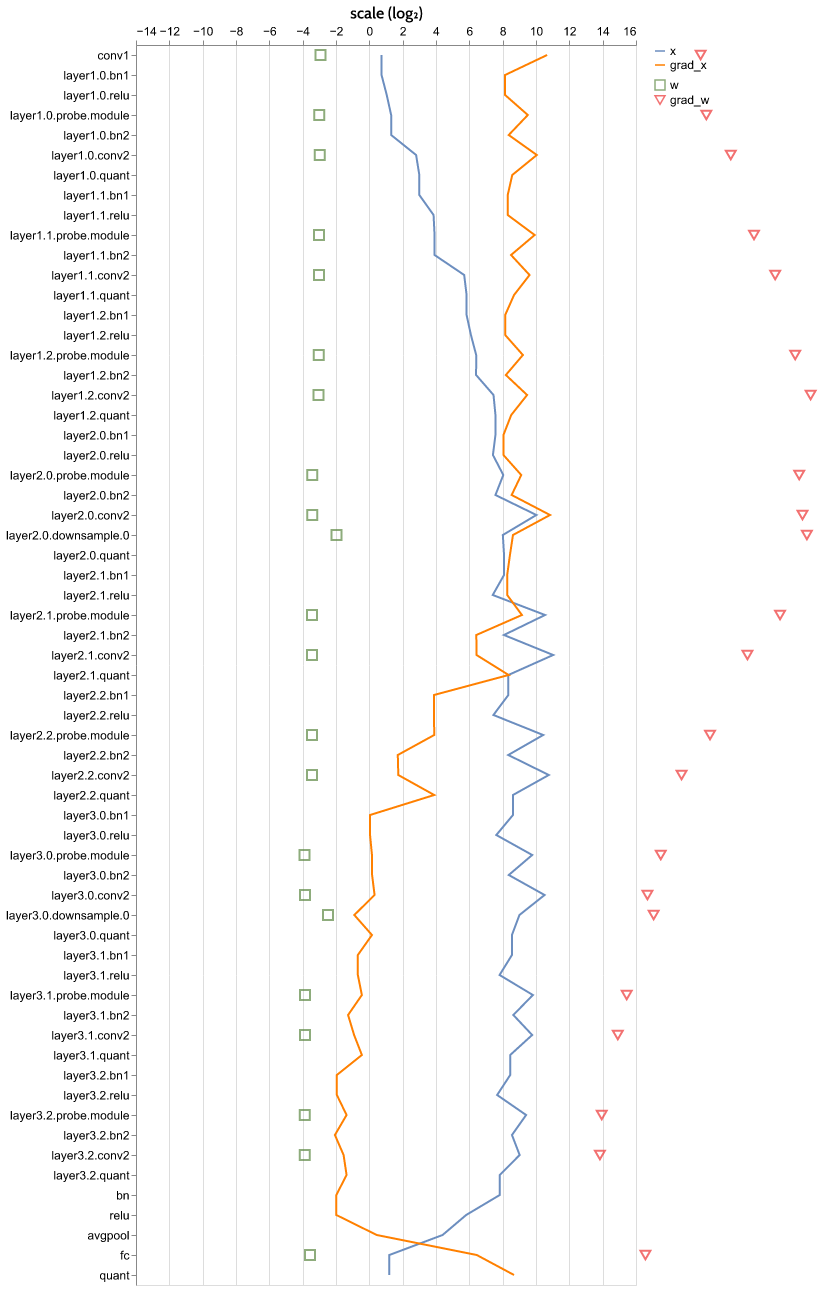 scale (log₂)
−14 −12 −10 −8 −6 −4 −2 0 2 4 6 8 10 12 14 16
x
grad_x
w
grad_w
conv1
layer1.0.bn1
layer1.0.relu
layer1.0.probe.module
layer1.0.bn2
layer1.0.conv2
layer1.0.quant
layer1.1.bn1
layer1.1.relu
layer1.1.probe.module
layer1.1.bn2
layer1.1.conv2
layer1.1.quant
layer1.2.bn1
layer1.2.relu
layer1.2.probe.module
layer1.2.bn2
layer1.2.conv2
layer1.2.quant
layer2.0.bn1
layer2.0.relu
layer2.0.probe.module
layer2.0.bn2
layer2.0.conv2
layer2.0.downsample.0
layer2.0.quant
layer2.1.bn1
layer2.1.relu
layer2.1.probe.module
layer2.1.bn2
layer2.1.conv2
layer2.1.quant
layer2.2.bn1
layer2.2.relu
layer2.2.probe.module
layer2.2.bn2
layer2.2.conv2
layer2.2.quant
layer3.0.bn1
layer3.0.relu
layer3.0.probe.module
layer3.0.bn2
layer3.0.conv2
layer3.0.downsample.0
layer3.0.quant
layer3.1.bn1
layer3.1.relu
layer3.1.probe.module
layer3.1.bn2
layer3.1.conv2
layer3.1.quant
layer3.2.bn1
layer3.2.relu
layer3.2.probe.module
layer3.2.bn2
layer3.2.conv2
layer3.2.quant
bn
relu
avgpool
fc
quant